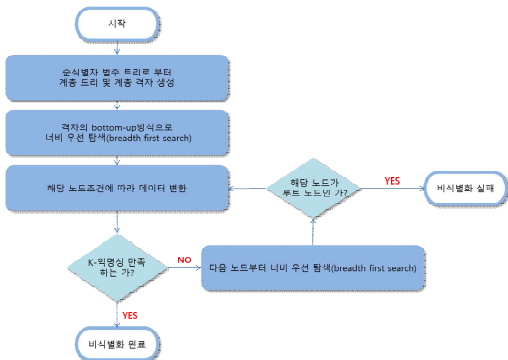 시작
순식별자 범주 트리로 부터
계층 트리 및 계층 격자 생성
격자의 bottom-up방식으로
너비 우선 탐색(breadth first search)
해당 노드조건에 따라 데이터 변환
해당 노드가
루트 노드인 가?
YES
비식별화 실패
K-익명성 만족
하는 가?
NO
다음 노드부터 너비 우선 탐색(breadth first search)
YES
비식별화 완료